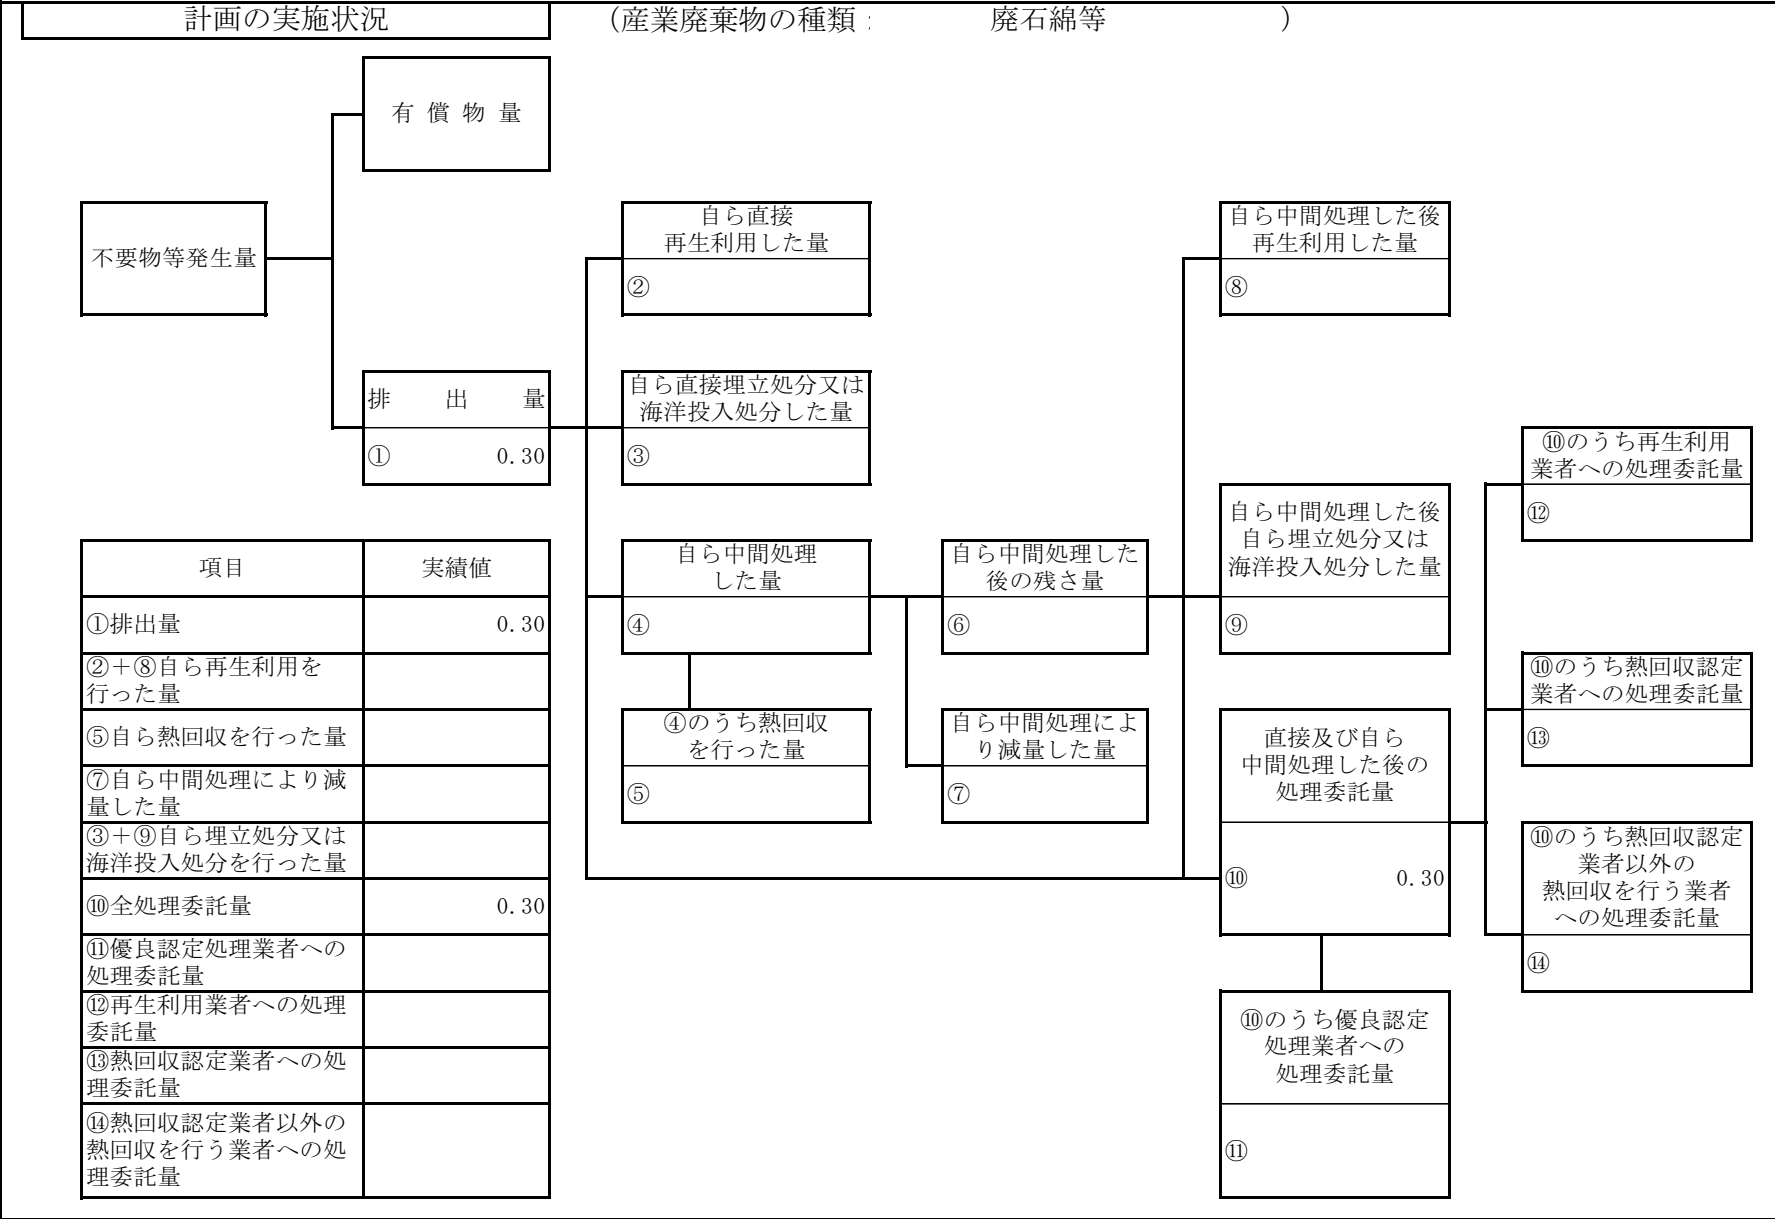 計画の実施状況
（産業廃棄物の種類：　廃石綿等　）
有 償 物 量
不要物等発生量
排　出　量
①　0.30
自ら直接
再生利用した量
②
自ら直接埋立処分又は
海洋投入処分した量
③
自ら中間処理
した量
④
④のうち熱回収
を行った量
⑤
自ら中間処理した
後の残さ量
⑥
自ら中間処理によ
り減量した量
⑦
自ら中間処理した後
再生利用した量
⑧
自ら中間処理した後
自ら埋立処分又は
海洋投入処分した量
⑨
直接及び自ら
中間処理した後の
処理委託量
⑩　0.30
⑩のうち優良認定
処理業者への
処理委託量
⑪
⑩のうち再生利用
業者への処理委託量
⑫
⑩のうち熱回収認定
業者への処理委託量
⑬
⑩のうち熱回収認定
業者以外の
熱回収を行う業者
への処理委託量
⑭
項目　実績値
①排出量　0.30
②＋⑧自ら再生利用を
行った量
⑤自ら熱回収を行った量
⑦自ら中間処理により減
量した量
③＋⑨自ら埋立処分又は
海洋投入処分を行った量
⑩全処理委託量　0.30
⑪優良認定処理業者への
処理委託量
⑫再生利用業者への処理
委託量
⑬熱回収認定業者への処
理委託量
⑭熱回収認定業者以外の
熱回収を行う業者への処
理委託量